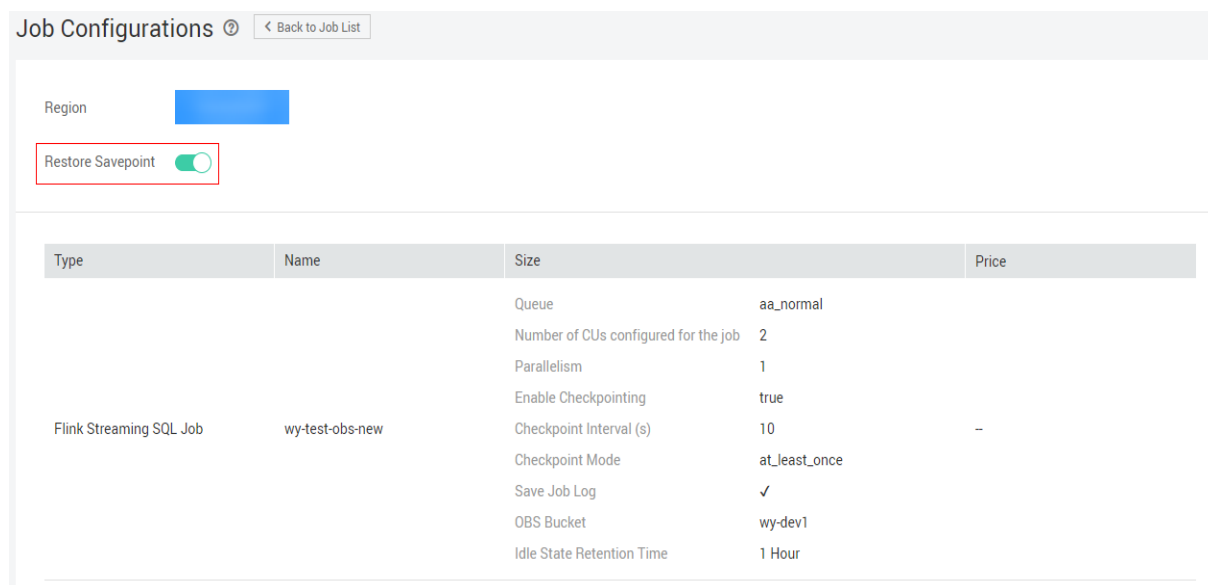 Job Configurations ? < Back to Job List
Region
Restore Savepoint
Type Name Size Price
Queue aa_normal
Number of CUs configured for the job 2
Parallelism 1
Enable Checkpointing true
Flink Streaming SQL Job wy-test-obs-new Checkpoint Interval (s) 10 --
Checkpoint Mode at_least_once
Save Job Log ✓
OBS Bucket wy-dev1
Idle State Retention Time 1 Hour